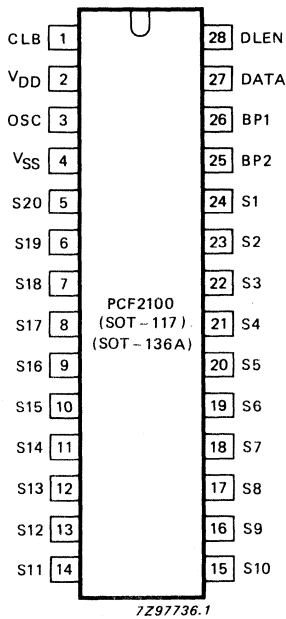 CLB 1 28 DLEN
VDD 2 27 DATA
OSC 3 26 BP1
VSS 4 25 BP2
S20 5 24 S1
S19 6 23 S2
S18 7 22 S3
PCF2100
(SOT-117)
S17 8 21 S4
(SOT-136A)
S16 9 20 S5
S15 10 19 S6
S14 11 18 S7
S13 12 17 S8
S12 13 16 S9
S11 14 15 S10
7Z97736.1